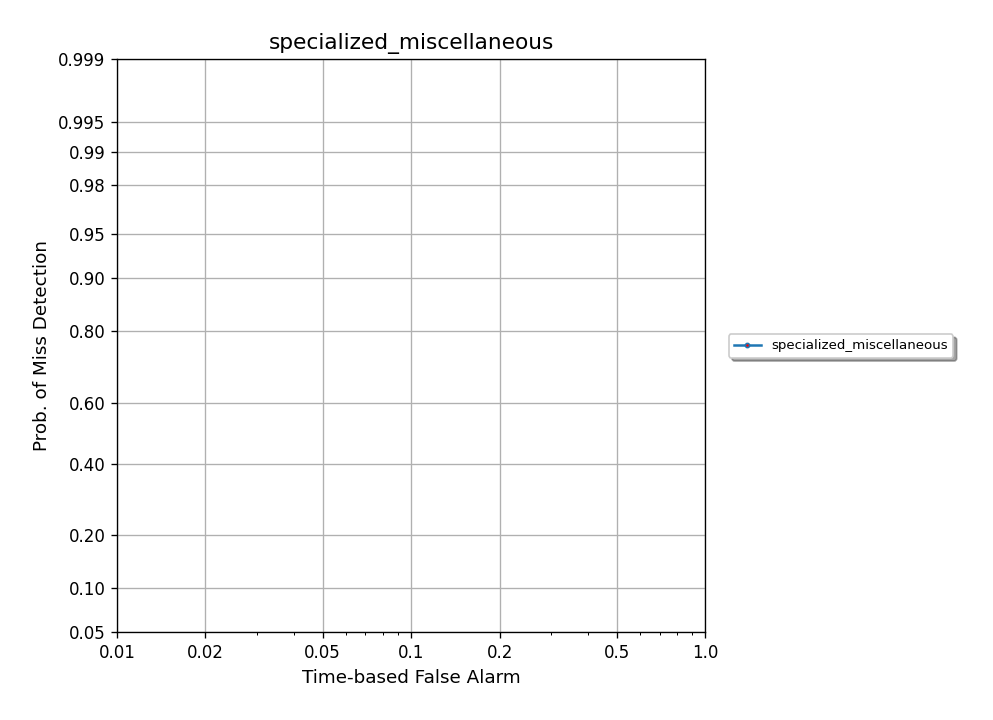 specialized_miscellaneous
0.999
0.995
0.99
0.98
0.95
0.90
0.80
0.60
0.40
0.20
0.10
0.05
Prob. of Miss Detection
0.01 0.02 0.05 0.1 0.2 0.5 1.0
Time-based False Alarm
specialized_miscellaneous